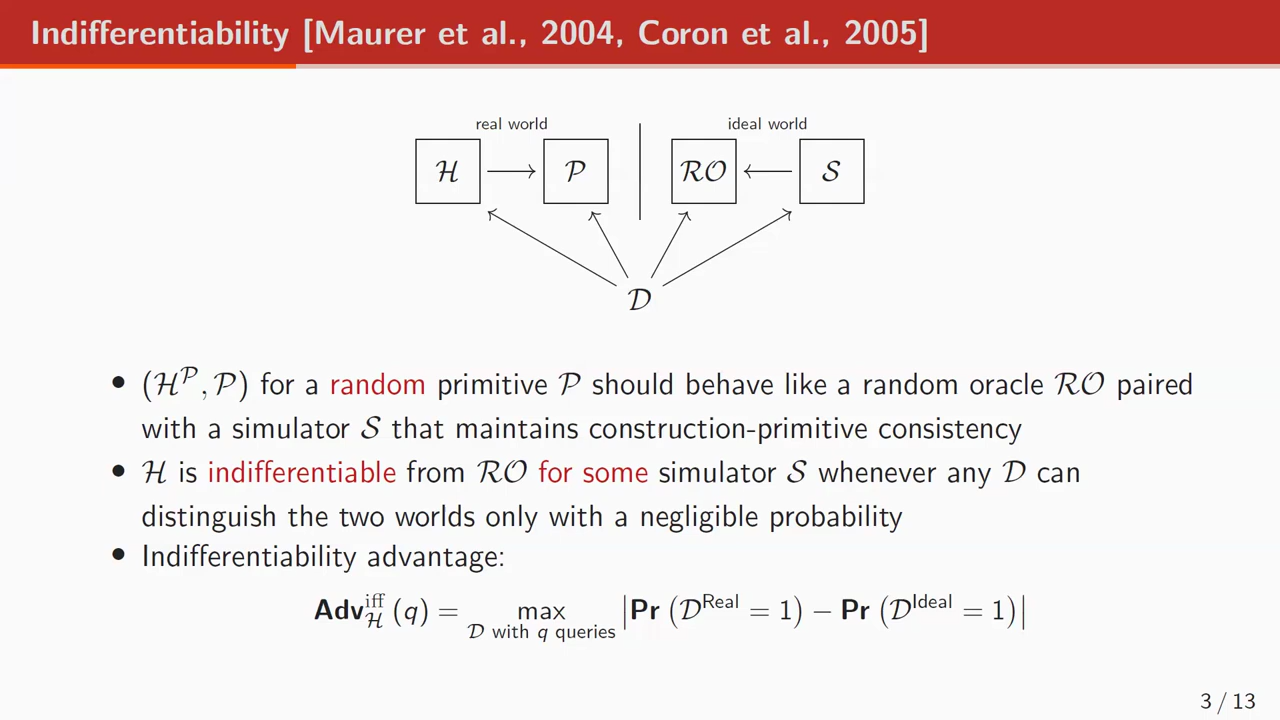 Indifferentiability [Maurer et al., 2004, Coron et al., 2005]
real world ideal world
ℋ 𝒫 ℛ𝒪 𝒮
𝒟
• (ℋ^𝒫, 𝒫) for a random primitive 𝒫 should behave like a random oracle ℛ𝒪 paired
with a simulator 𝒮 that maintains construction-primitive consistency
• ℋ is indifferentiable from ℛ𝒪 for some simulator 𝒮 whenever any 𝒟 can
distinguish the two worlds only with a negligible probability
• Indifferentiability advantage:
Adv^iff_ℋ (q) = max_{𝒟 with q queries} |Pr (𝒟^Real = 1) − Pr (𝒟^Ideal = 1)|
3 / 13